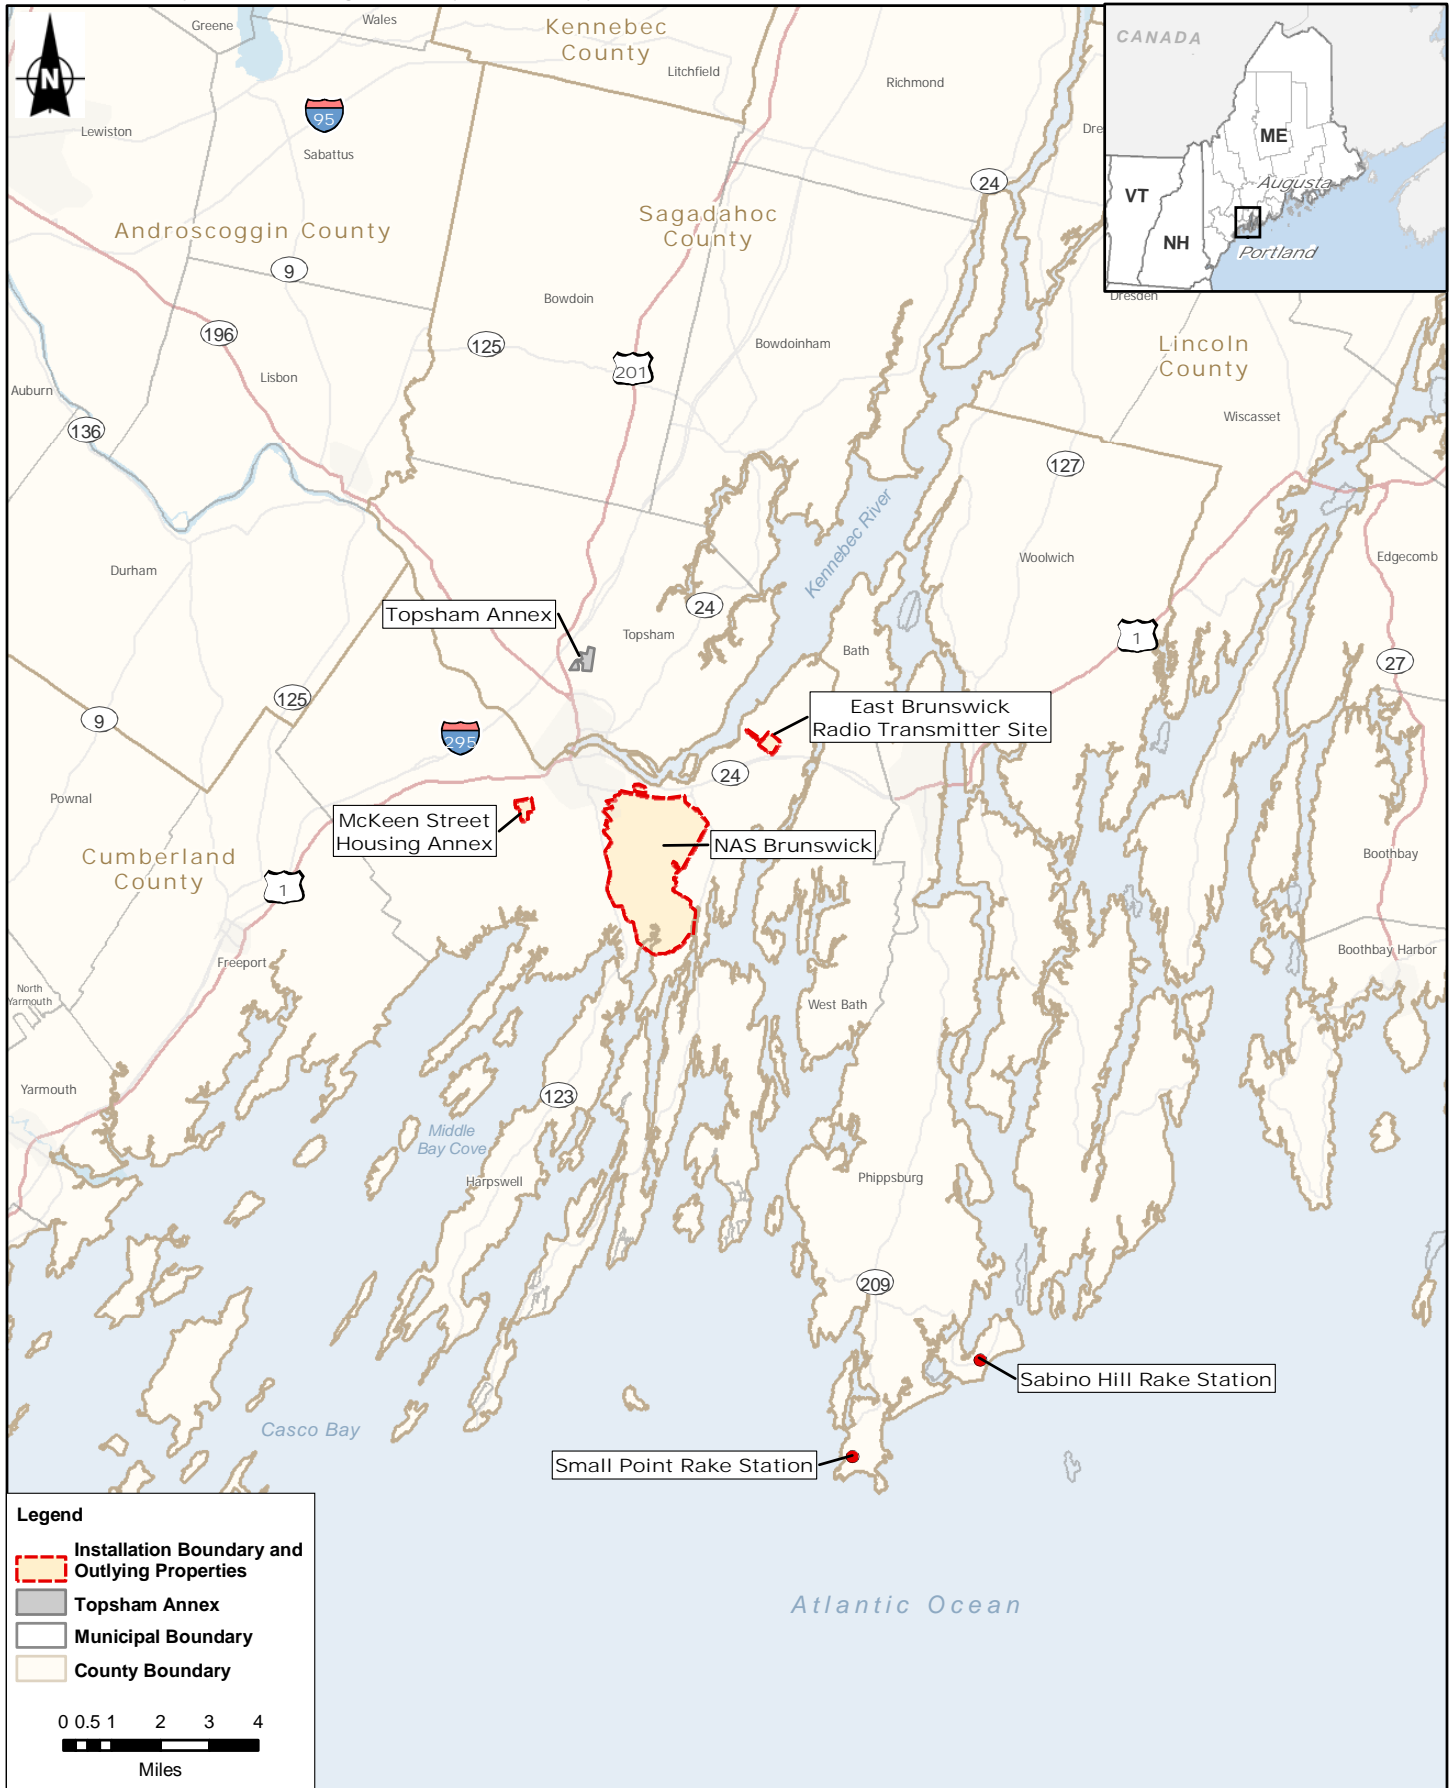 Greene
Wales
Kennebec
County
Litchfield
Richmond
Dre
CANADA
ME
Augusta
VT
NH
Portland
N
95
Lewiston
Sabattus
24
Sagadahoc
County
Androscoggin County
9
Bowdoin
Dresden
196
125
201
Bowdoinham
Lincoln
County
Lisbon
Auburn
Wiscasset
136
127
Kennebec River
Durham
Woolwich
Edgecomb
Topsham Annex
24
Topsham
1
Bath
27
125
9
295
East Brunswick
Radio Transmitter Site
24
Pownal
McKeen Street
Housing Annex
NAS Brunswick
Cumberland
County
1
Boothbay
Freeport
Boothbay Harbor
North
Yarmouth
West Bath
Yarmouth
123
Middle
Bay Cove
Harpswell
Phippsburg
209
Sabino Hill Rake Station
Casco Bay
Small Point Rake Station
Atlantic Ocean
Legend
Installation Boundary and
Outlying Properties
Topsham Annex
Municipal Boundary
County Boundary
0 0.5 1 2 3 4
Miles